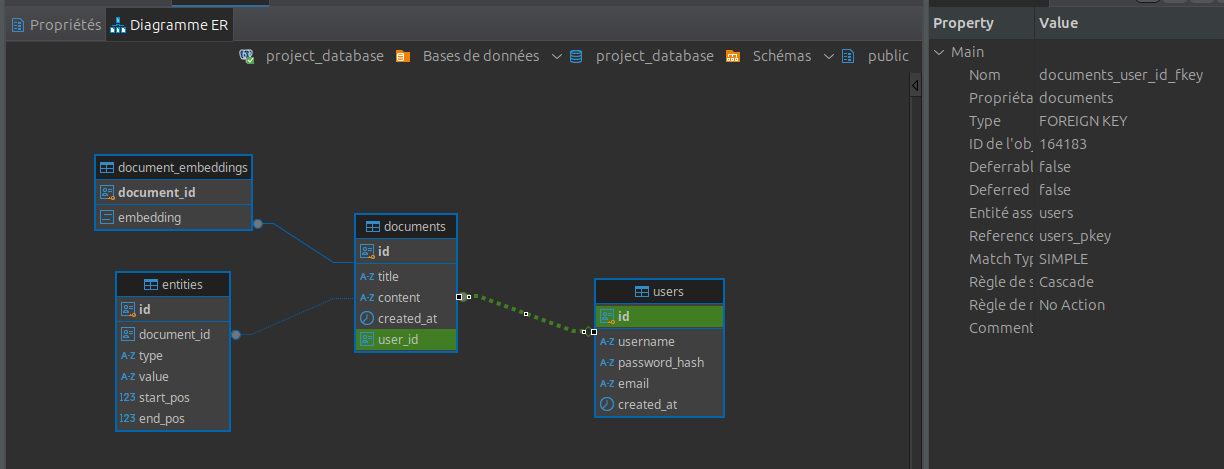 Propriétés Diagramme ER
project_database Bases de données project_database Schémas public
document_embeddings
document_id
embedding
entities
id
document_id
type
value
start_pos
end_pos
documents
id
title
content
created_at
user_id
users
id
username
password_hash
email
created_at
Property Value
Main
Nom documents_user_id_fkey
Propriéta documents
Type FOREIGN KEY
ID de l'obj 164183
Deferrabl false
Deferred false
Entité ass users
Reference users_pkey
Match Typ SIMPLE
Règle de s Cascade
Règle de r No Action
Comment